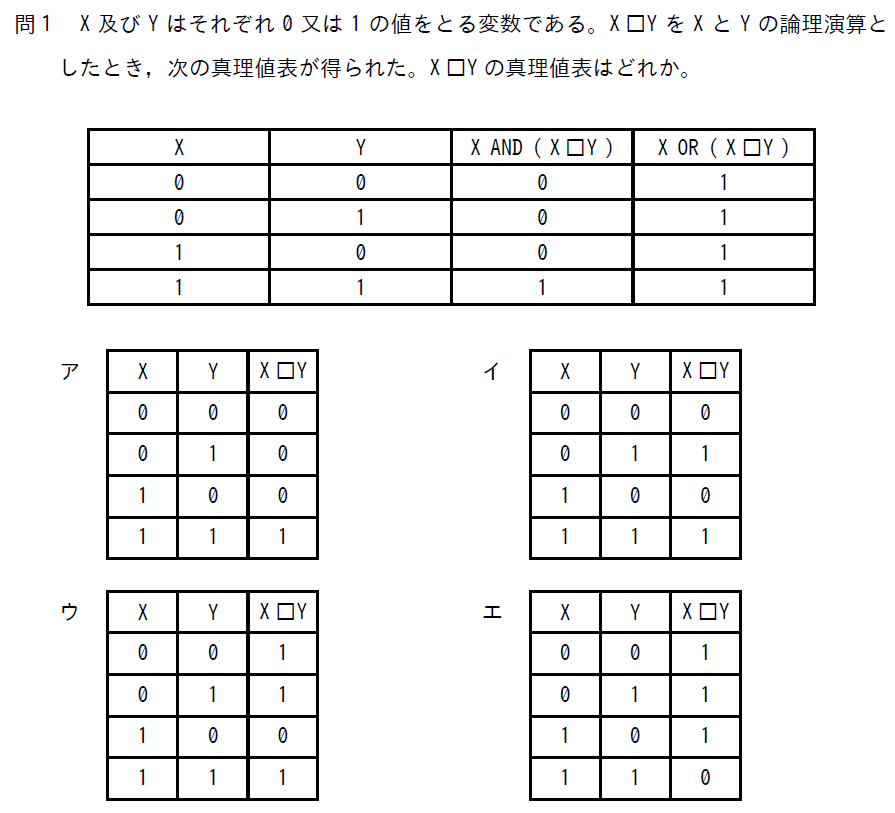 問1 X及びYはそれぞれ0又は1の値をとる変数である。X□YをXとYの論理演算と
したとき，次の真理値表が得られた。X□Yの真理値表はどれか。
X Y X AND (X□Y) X OR (X□Y)
0 0 0 1
0 1 0 1
1 0 0 1
1 1 1 1
ア
X Y X□Y
0 0 0
0 1 0
1 0 0
1 1 1
イ
X Y X□Y
0 0 0
0 1 1
1 0 0
1 1 1
ウ
X Y X□Y
0 0 1
0 1 1
1 0 0
1 1 1
エ
X Y X□Y
0 0 1
0 1 1
1 0 1
1 1 0